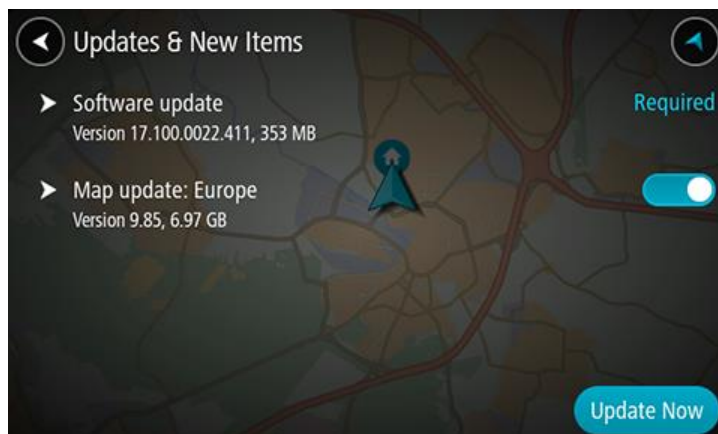 Updates & New Items
Software update
Required
Version 17.100.0022.411, 353 MB
Map update: Europe
Version 9.85, 6.97 GB
Update Now